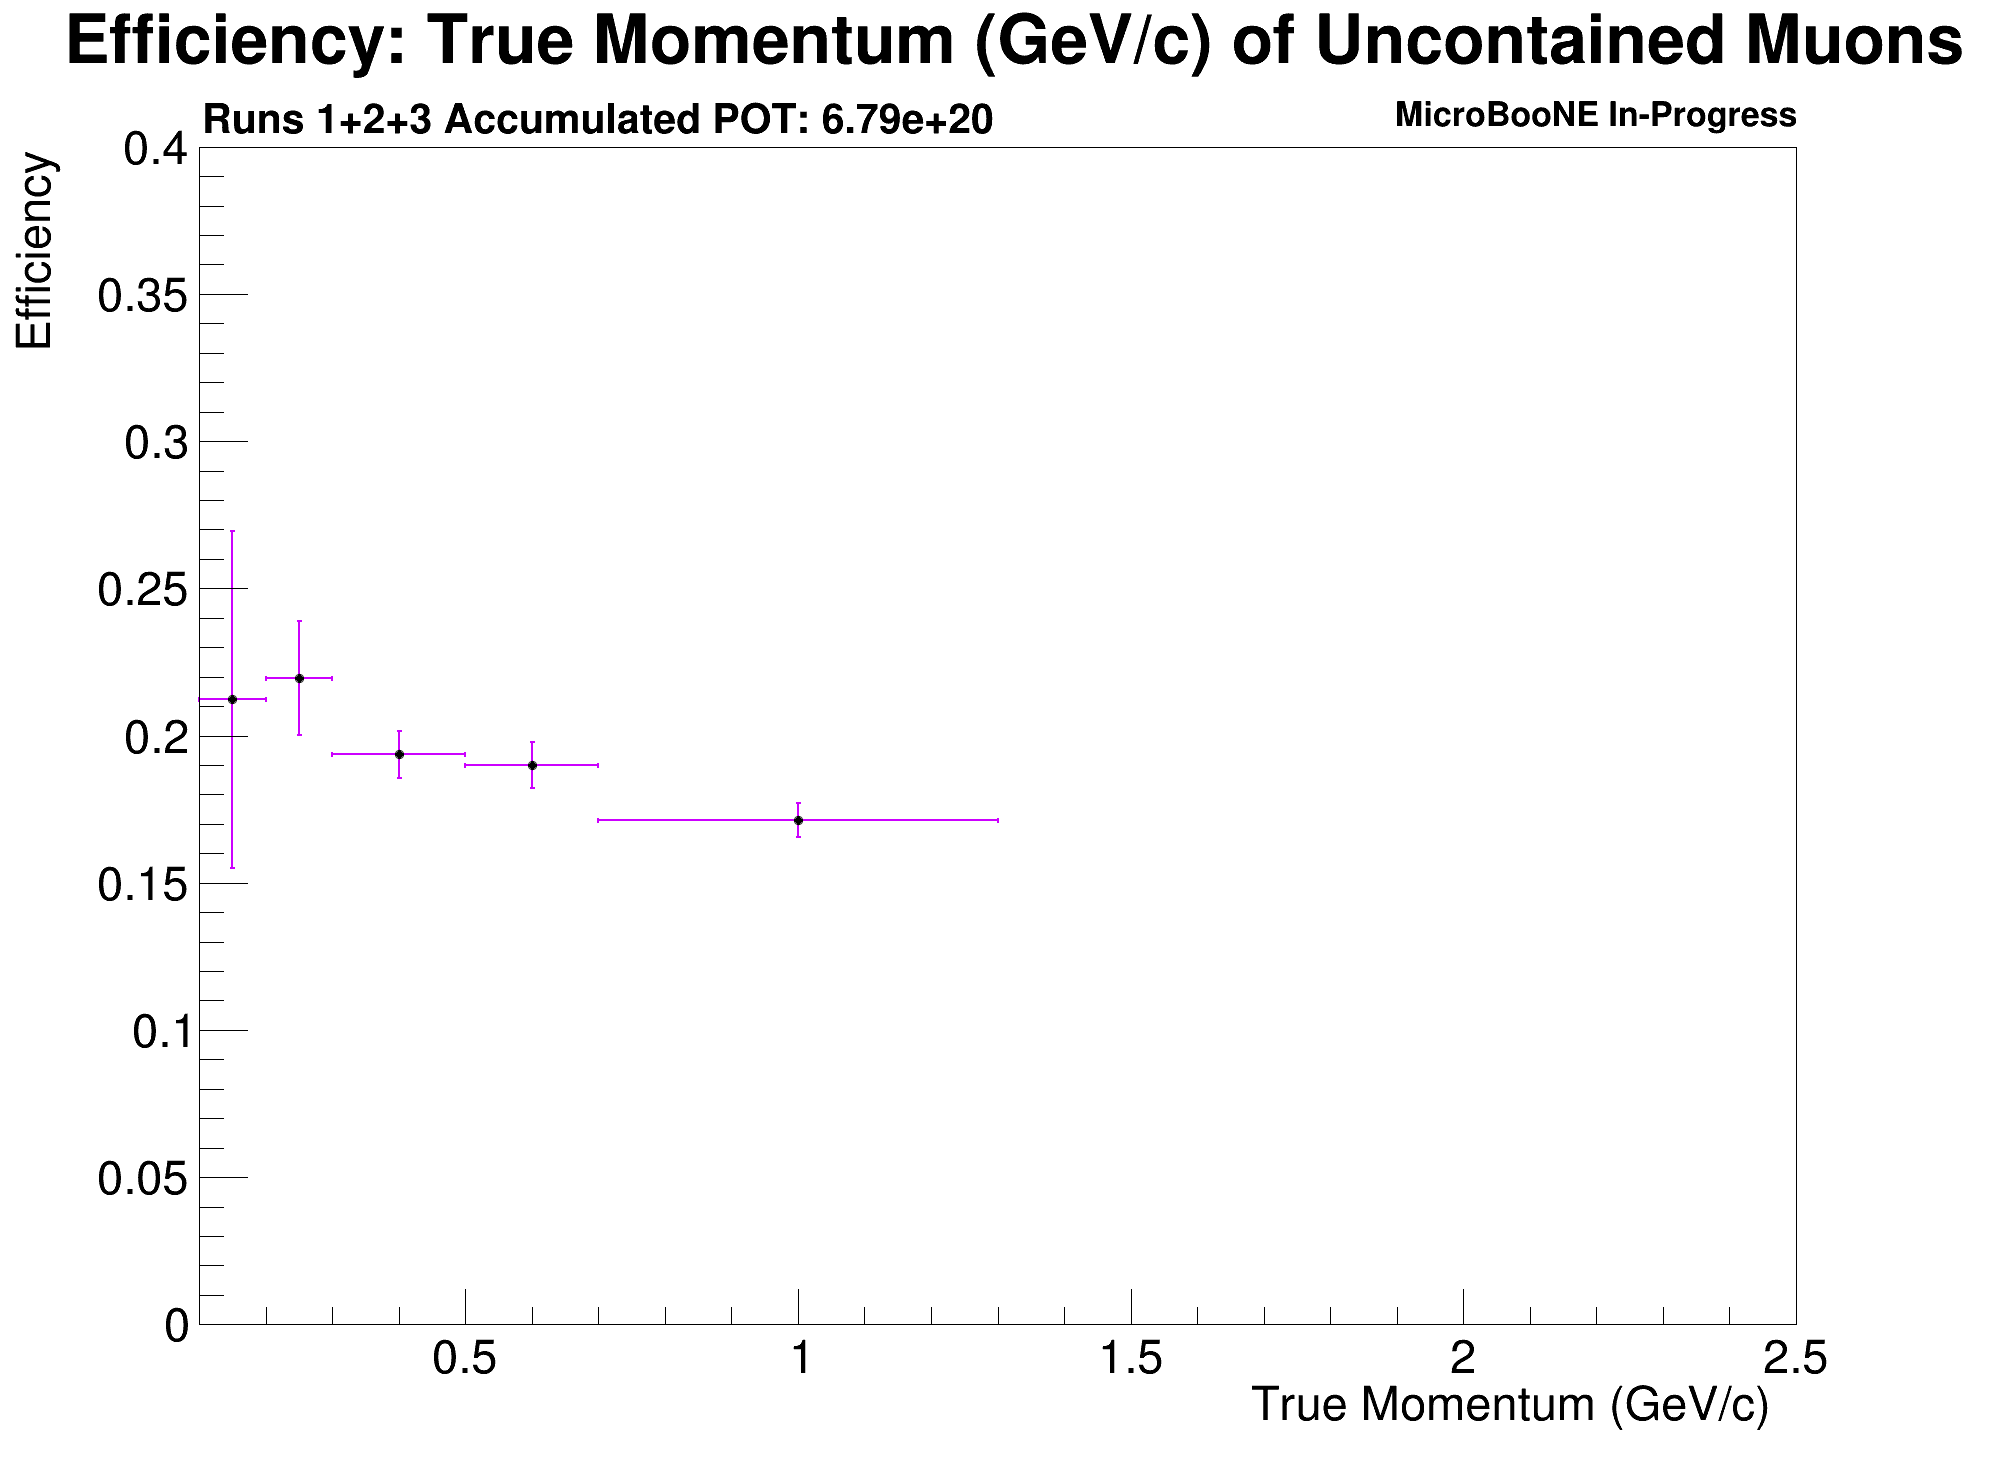 Efficiency: True Momentum (GeV/c) of Uncontained Muons
Runs 1+2+3 Accumulated POT: 6.79e+20
MicroBooNE In-Progress
Efficiency
0.4
0.35
0.3
0.25
0.2
0.15
0.1
0.05
0
0.5 1 1.5 2 2.5
True Momentum (GeV/c)